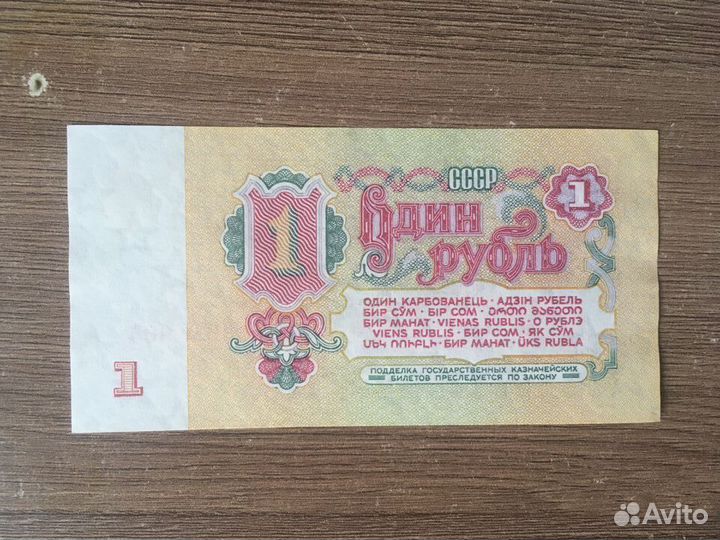 СССР
1
1
Один
рубль
ОДИН КАРБОВАНЕЦЬ · АДЗІН РУБЕЛЬ
БИР СЎМ · БІР СОМ · ᲔᲠᲗᲘ ᲛᲐᲜᲔᲗᲘ
БИР МАНАТ · VIENAS RUBLIS · О РУБЛЭ
VIENS RUBLIS · БИР СОМ · ЯК СЎМ
ՄԵԿ ՌՈՒԲԼԻ · БИР МАНАТ · ÜKS RUBLA
ПОДДЕЛКА ГОСУДАРСТВЕННЫХ КАЗНАЧЕЙСКИХ
БИЛЕТОВ ПРЕСЛЕДУЕТСЯ ПО ЗАКОНУ
1
Avito